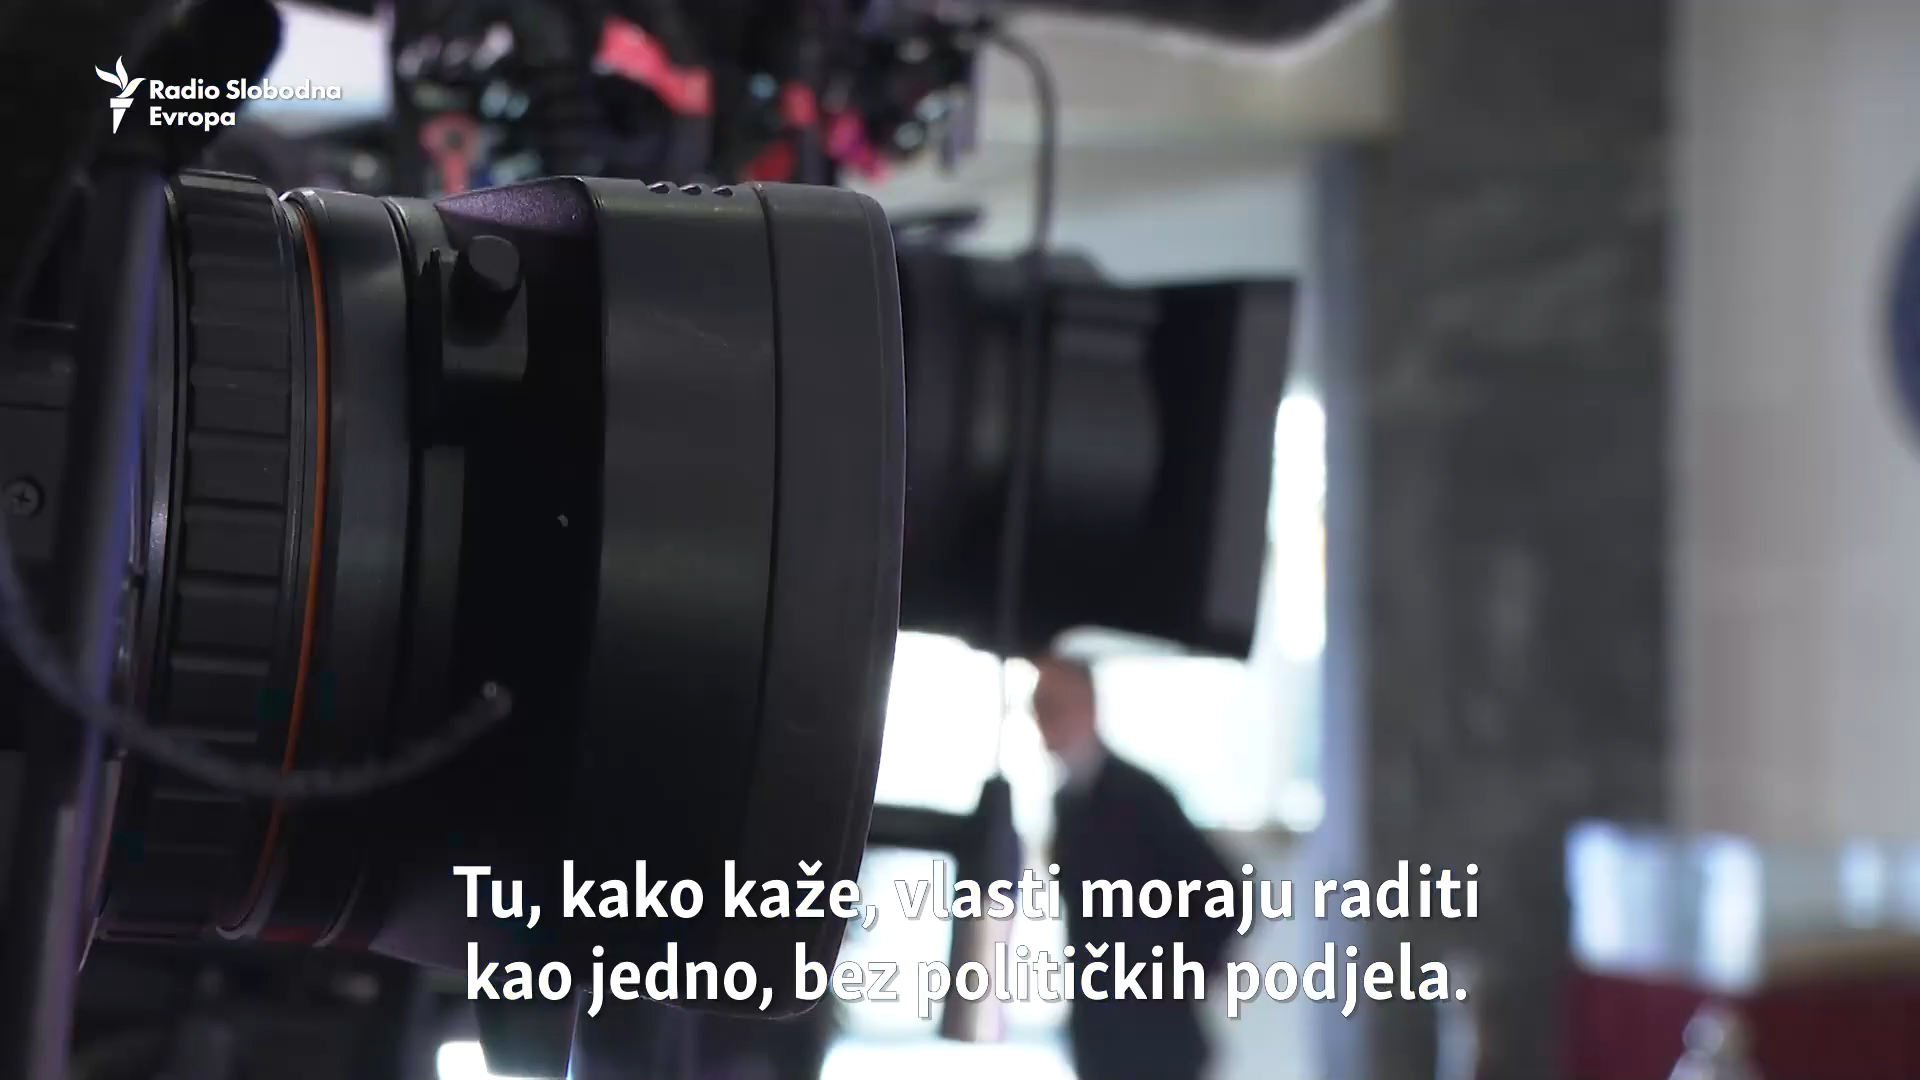 Radio Slobodna
Evropa
Tu, kako kaže, vlasti moraju raditi
kao jedno, bez političkih podjela.